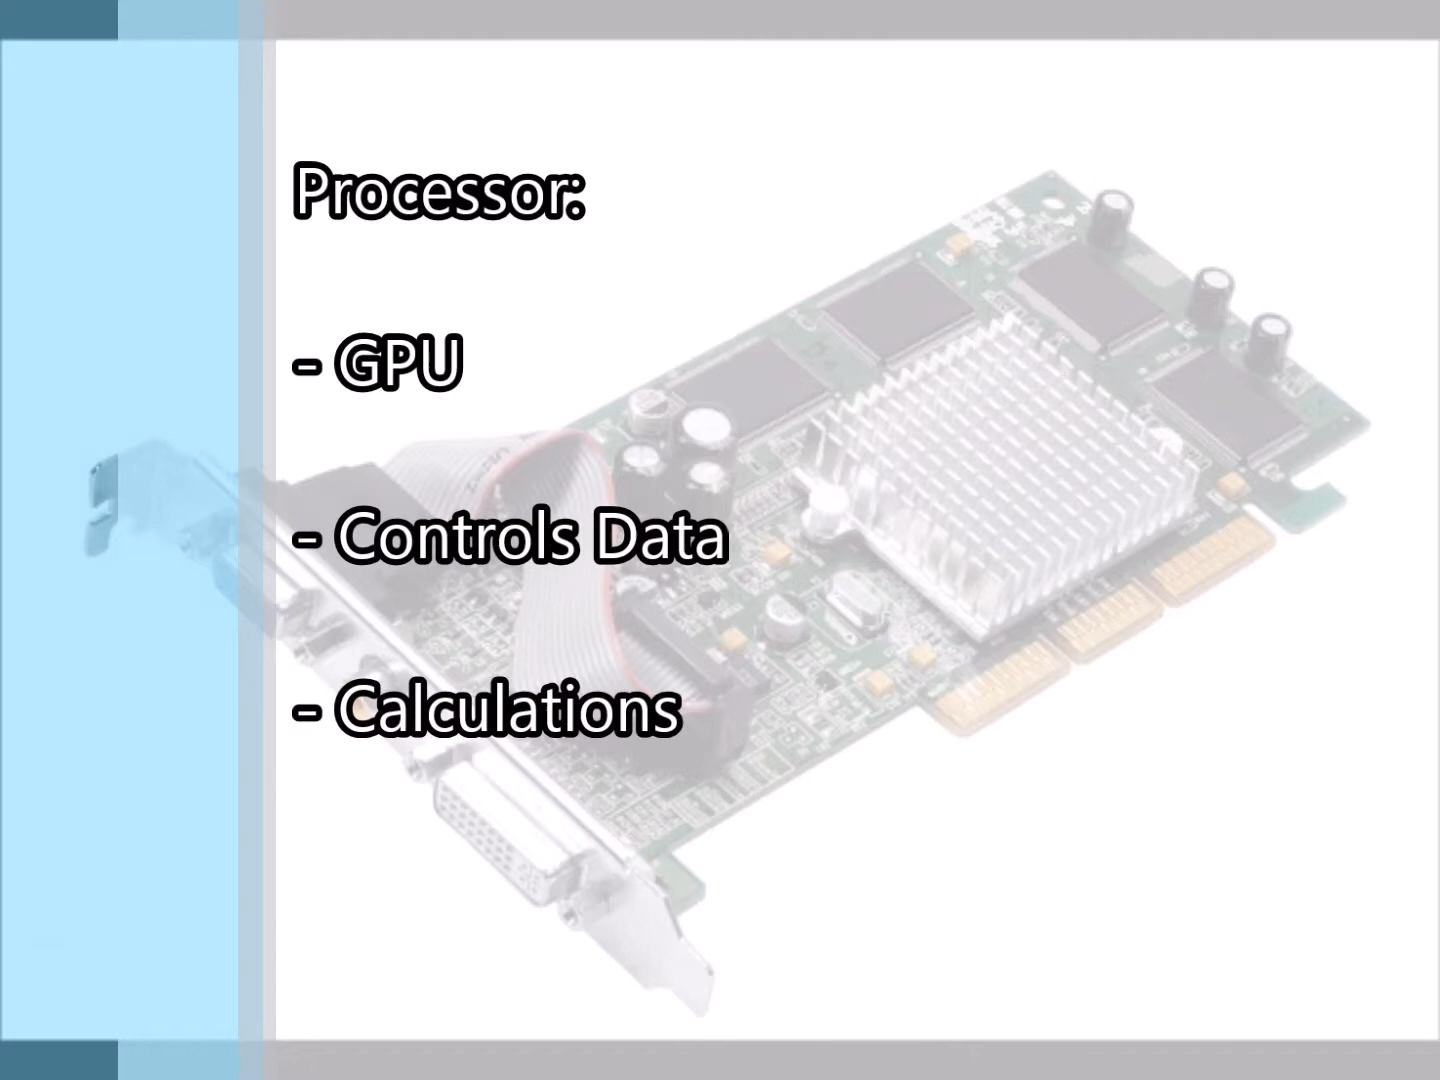 Processor:
- GPU
- Controls Data
- Calculations